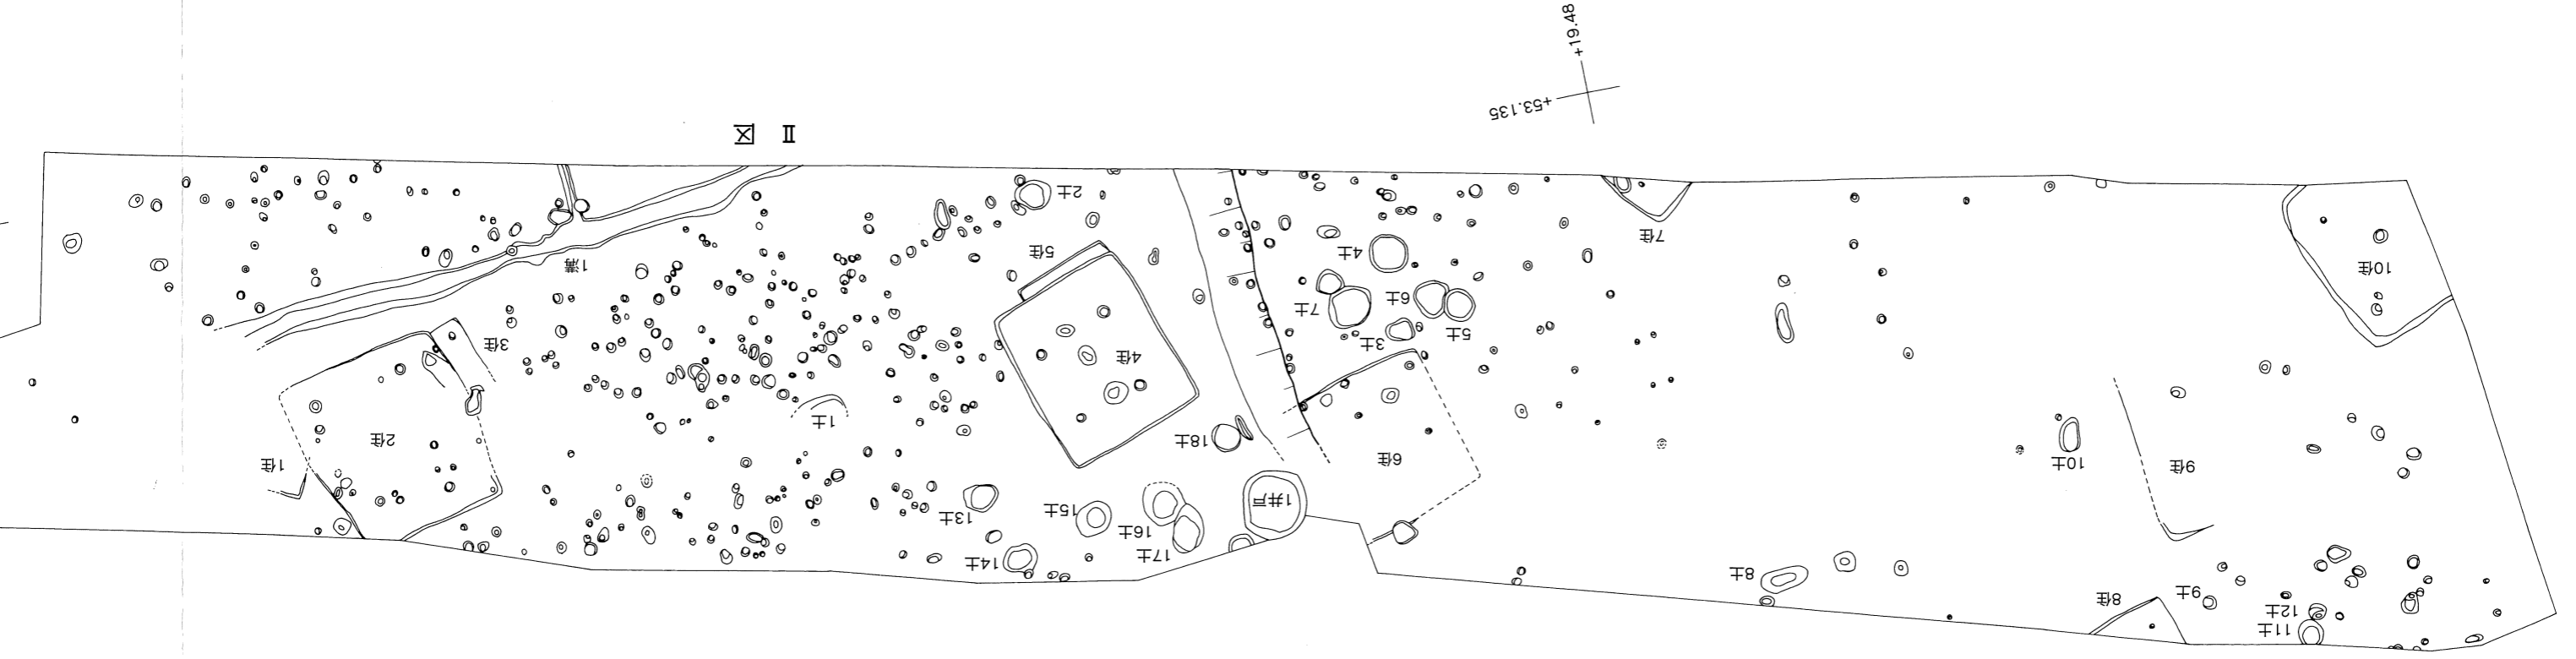 +19.48
+53.135
Ⅱ 区
2土
7住
5住
4土
1溝
10住
6土
7土
5土
3土
3住
4住
1土
2住
18土
6住
10土
9住
1住
1井戸
15土
13土
16土
17土
14土
8土
9土
8住
12土
11土